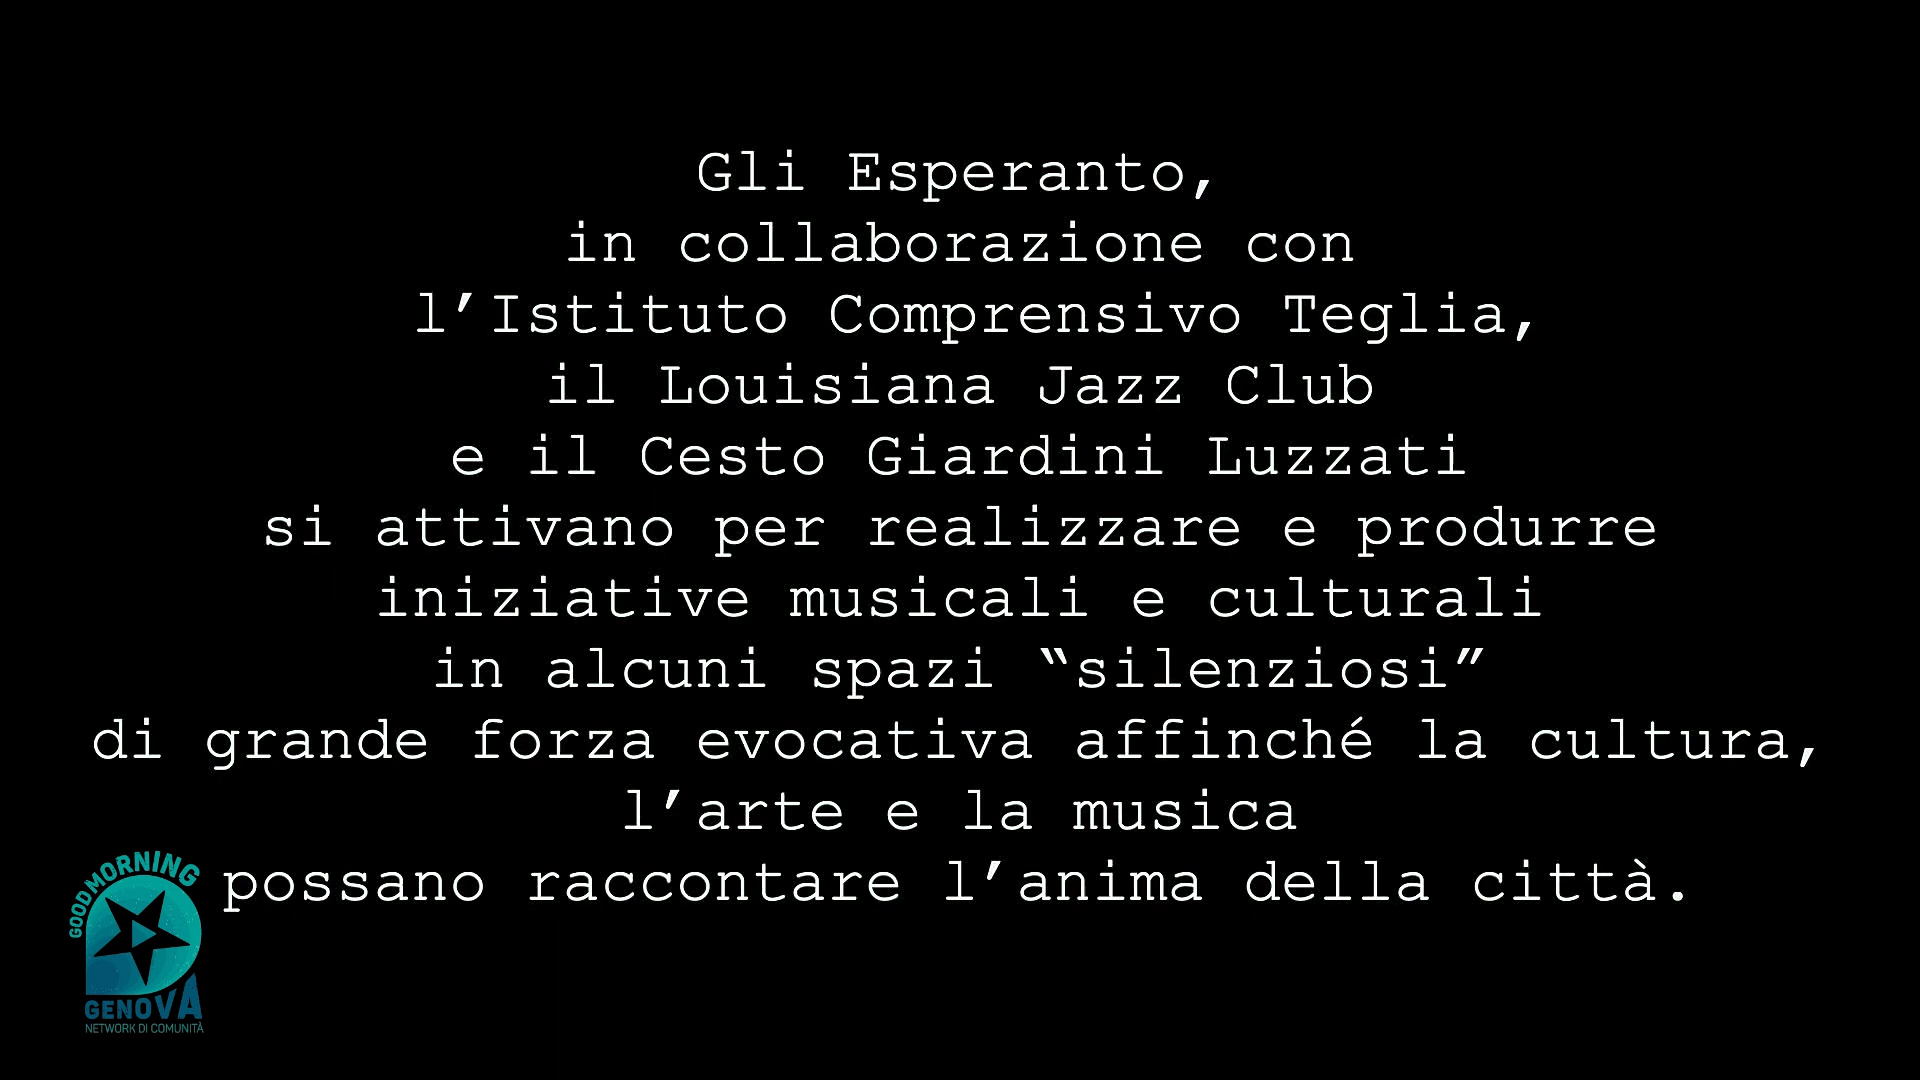 Gli Esperanto,
in collaborazione con
l’Istituto Comprensivo Teglia,
il Louisiana Jazz Club
e il Cesto Giardini Luzzati
si attivano per realizzare e produrre
iniziative musicali e culturali
in alcuni spazi “silenziosi”
di grande forza evocativa affinché la cultura,
l’arte e la musica
possano raccontare l’anima della città.
GOODMORNING
GENOVA
NETWORK DI COMUNITÀ